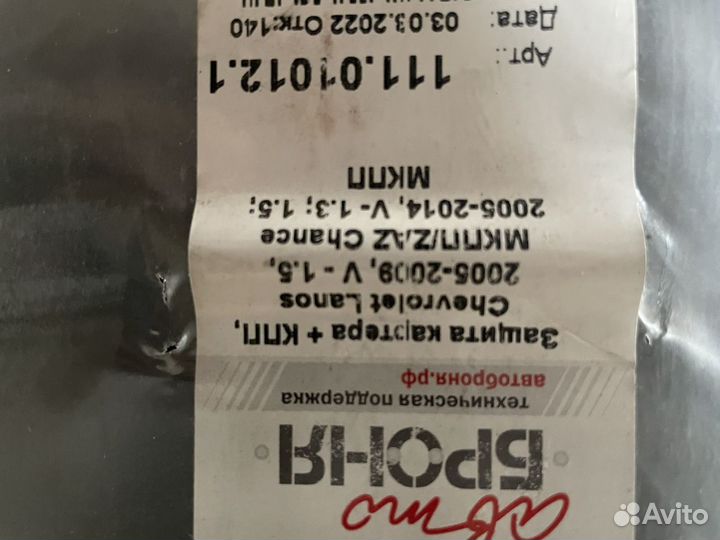 авто
БРОНЯ
техническая поддержка
автоброня.рф
Защита картера + КПП,
Chevrolet Lanos
2005-2009, V - 1.5,
МКПП/ZAZ Chance
2005-2014, V- 1.3; 1.5;
МКПП
Арт.: 111.01012.1
Дата: 03.03.2022 Отк:140
Avito